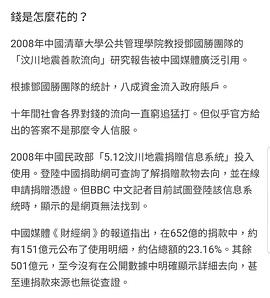 錢是怎麼花的？
2008年中國清華大學公共管理學院教授鄧國勝團隊的
「汶川地震善款流向」研究報告被中國媒體廣泛引用。
根據鄧國勝團隊的統計，八成資金流入政府賬戶。
十年間社會各界對錢的流向一直窮追猛打。但似乎官方給
出的答案不是那麼令人信服。
2008年中國民政部「5.12汶川地震捐贈信息系統」投入
使用。登陸中國捐助網可查詢了解捐贈款物去向，並在線
申請捐贈憑證。但BBC 中文記者目前試圖登陸該信息系
統時，顯示的是網頁無法找到。
中國媒體《財經網》的報道指出，在652億的捐款中，約
有151億元公布了使用明細，約佔總額的23.16%。其餘
501億元，至今沒有在公開數據中明確顯示詳細去向，甚
至連捐款來源也無從查證。